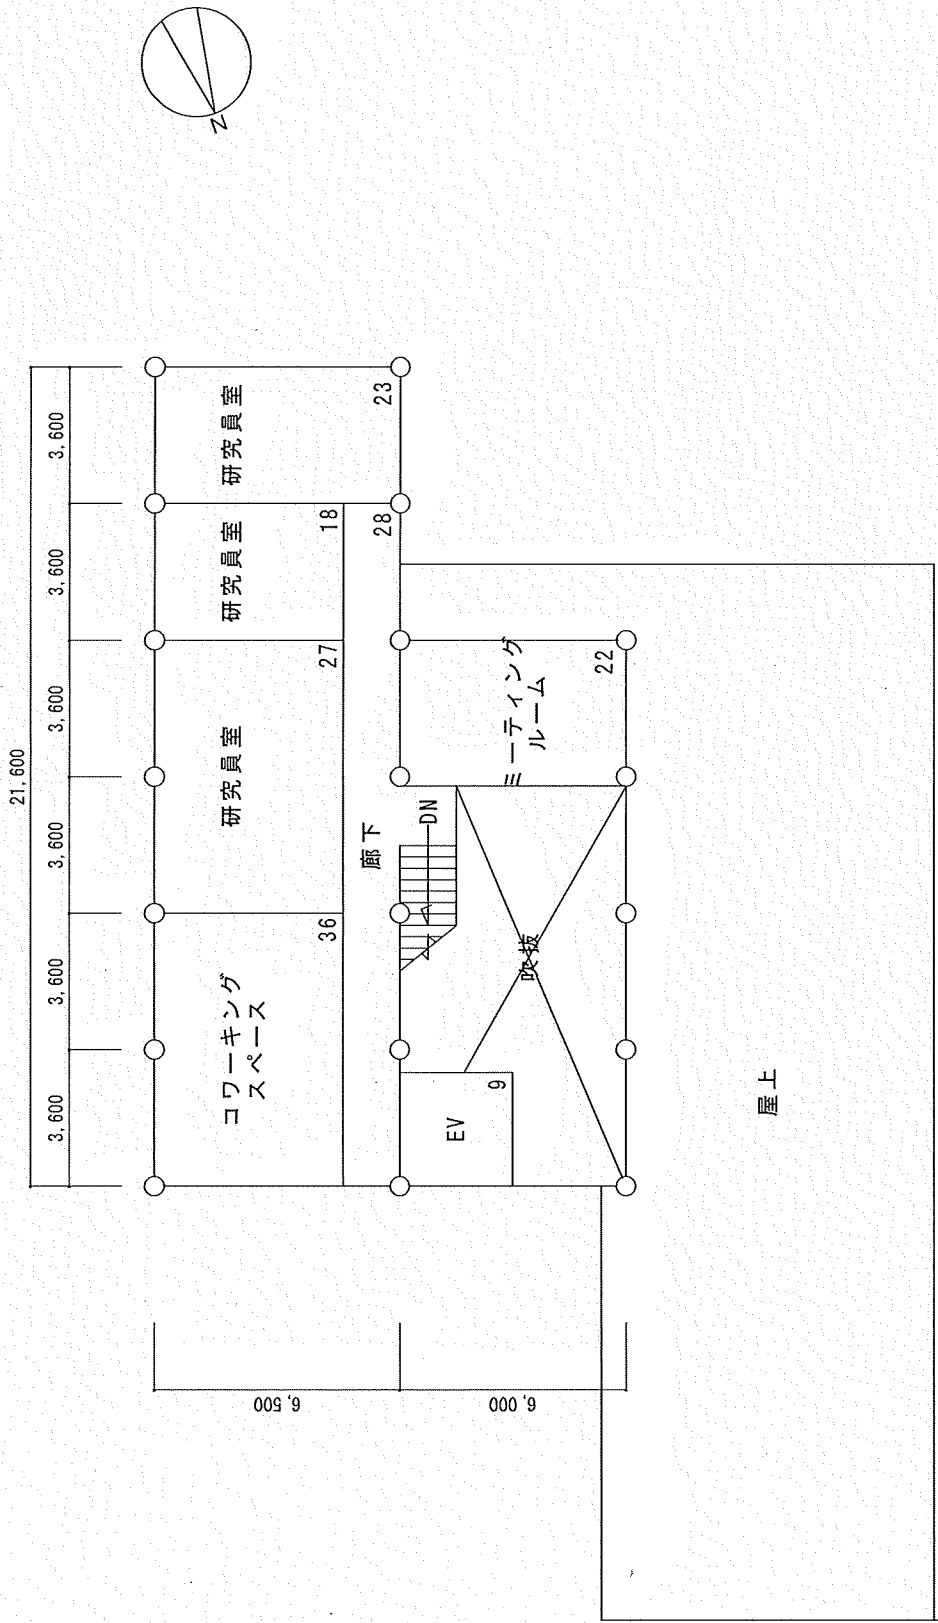 N
21,600
3,600
3,600
3,600
3,600
3,600
3,600
研究員室
23
研究員室
18
28
研究員室
27
コワーキング
スペース
36
廊下
DN
ミーティング
ルーム
22
吹抜
EV
9
屋上
6,500
6,000